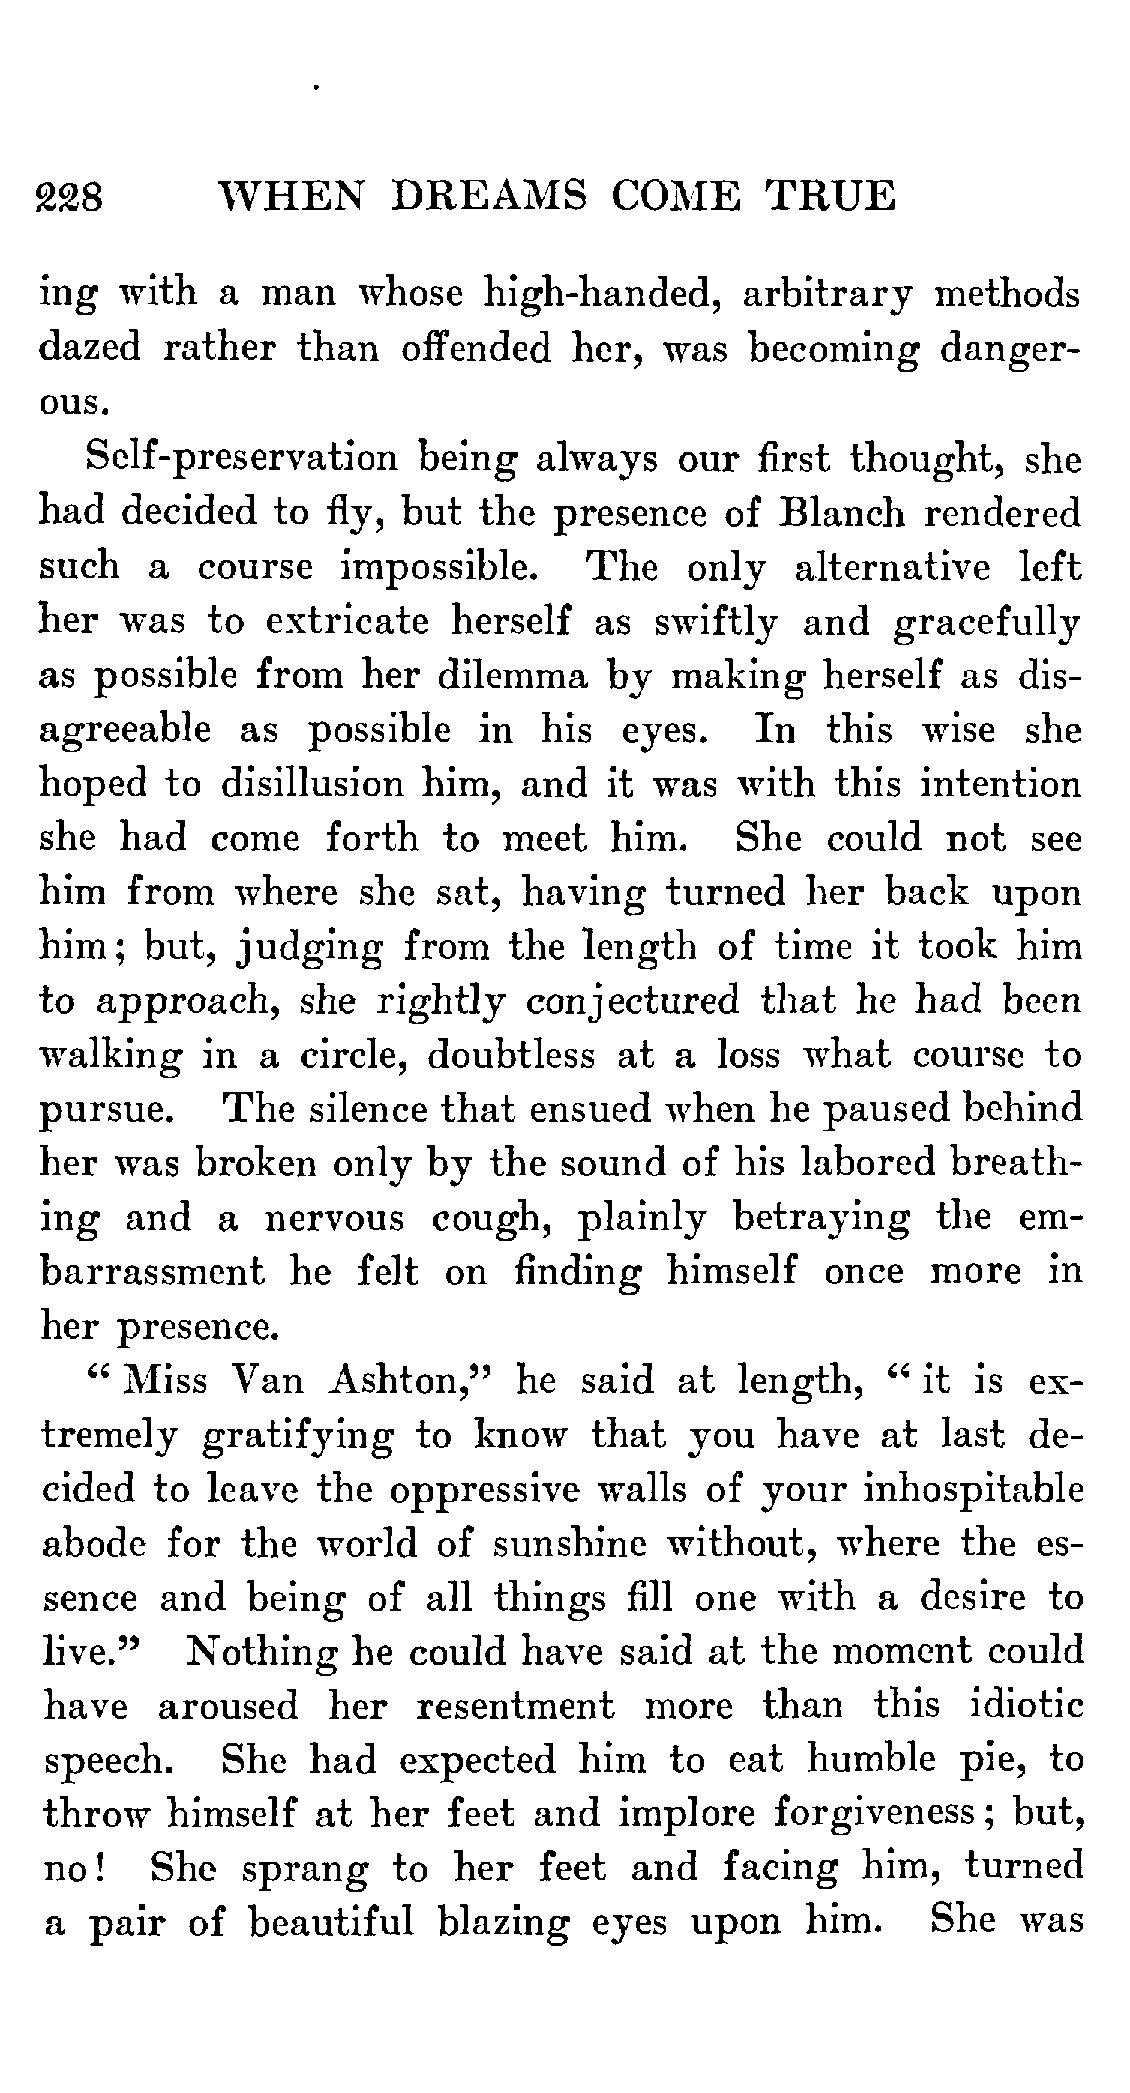 228 WHEN DREAMS COME TRUE
ing with a man whose high-handed, arbitrary methods
dazed rather than offended her, was becoming danger-
ous.
Self-preservation being always our first thought, she
had decided to fly, but the presence of Blanch rendered
such a course impossible. The only alternative left
her was to extricate herself as swiftly and gracefully
as possible from her dilemma by making herself as dis-
agreeable as possible in his eyes. In this wise she
hoped to disillusion him, and it was with this intention
she had come forth to meet him. She could not see
him from where she sat, having turned her back upon
him; but, judging from the length of time it took him
to approach, she rightly conjectured that he had been
walking in a circle, doubtless at a loss what course to
pursue. The silence that ensued when he paused behind
her was broken only by the sound of his labored breath-
ing and a nervous cough, plainly betraying the em-
barrassment he felt on finding himself once more in
her presence.
"Miss Van Ashton," he said at length, "it is ex-
tremely gratifying to know that you have at last de-
cided to leave the oppressive walls of your inhospitable
abode for the world of sunshine without, where the es-
sence and being of all things fill one with a desire to
live." Nothing he could have said at the moment could
have aroused her resentment more than this idiotic
speech. She had expected him to eat humble pie, to
throw himself at her feet and implore forgiveness; but,
no! She sprang to her feet and facing him, turned
a pair of beautiful blazing eyes upon him. She was